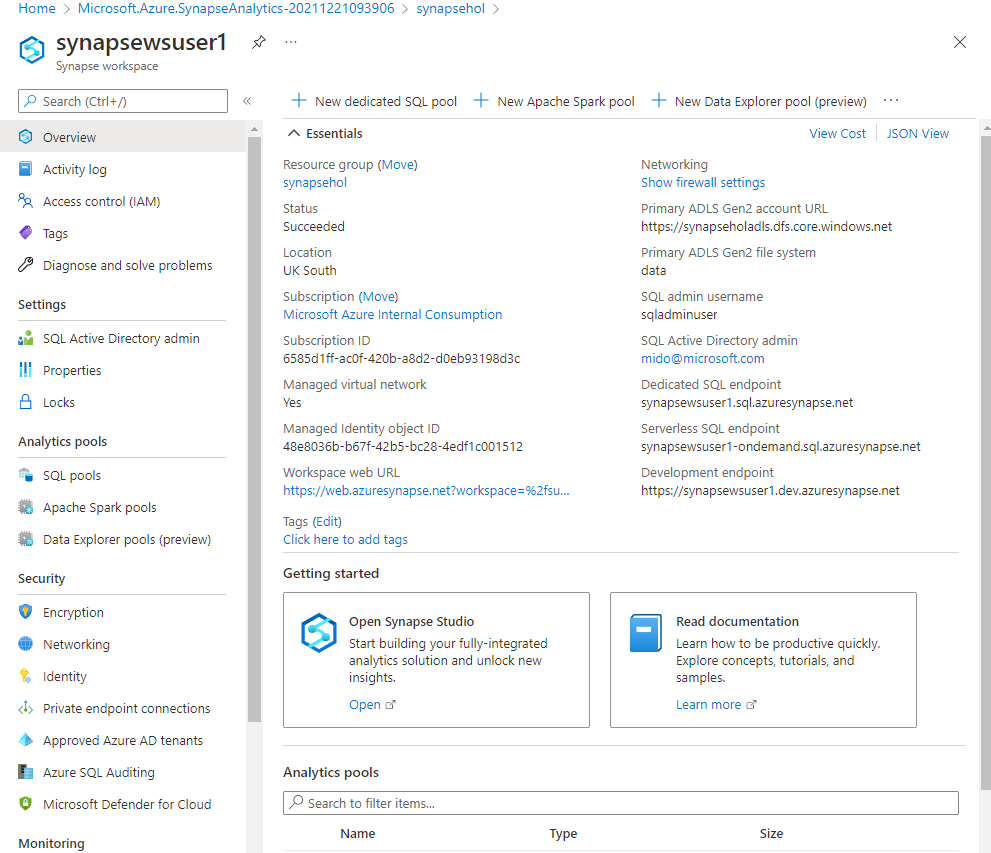 Home > Microsoft.Azure.SynapseAnalytics-20211221093906 > synapsehol >
synapsewsuser1
Synapse workspace
Search (Ctrl+/)
Overview
Activity log
Access control (IAM)
Tags
Diagnose and solve problems
Settings
SQL Active Directory admin
Properties
Locks
Analytics pools
SQL pools
Apache Spark pools
Data Explorer pools (preview)
Security
Encryption
Networking
Identity
Private endpoint connections
Approved Azure AD tenants
Azure SQL Auditing
Microsoft Defender for Cloud
Monitoring
New dedicated SQL pool New Apache Spark pool New Data Explorer pool (preview)
Essentials
View Cost JSON View
Resource group (Move)
synapsehol
Status
Succeeded
Location
UK South
Subscription (Move)
Microsoft Azure Internal Consumption
Subscription ID
6585d1ff-ac0f-420b-a8d2-d0eb93198d3c
Managed virtual network
Yes
Managed Identity object ID
48e8036b-b67f-42b5-bc28-4edf1c001512
Workspace web URL
https://web.azuresynapse.net?workspace=%2fsu...
Tags (Edit)
Click here to add tags
Networking
Show firewall settings
Primary ADLS Gen2 account URL
https://synapseholadls.dfs.core.windows.net
Primary ADLS Gen2 file system
data
SQL admin username
sqladminuser
SQL Active Directory admin
mido@microsoft.com
Dedicated SQL endpoint
synapsewsuser1.sql.azuresynapse.net
Serverless SQL endpoint
synapsewsuser1-ondemand.sql.azuresynapse.net
Development endpoint
https://synapsewsuser1.dev.azuresynapse.net
Getting started
Open Synapse Studio
Start building your fully-integrated
analytics solution and unlock new
insights.
Open
Read documentation
Learn how to be productive quickly.
Explore concepts, tutorials, and
samples.
Learn more
Analytics pools
Search to filter items...
Name Type Size